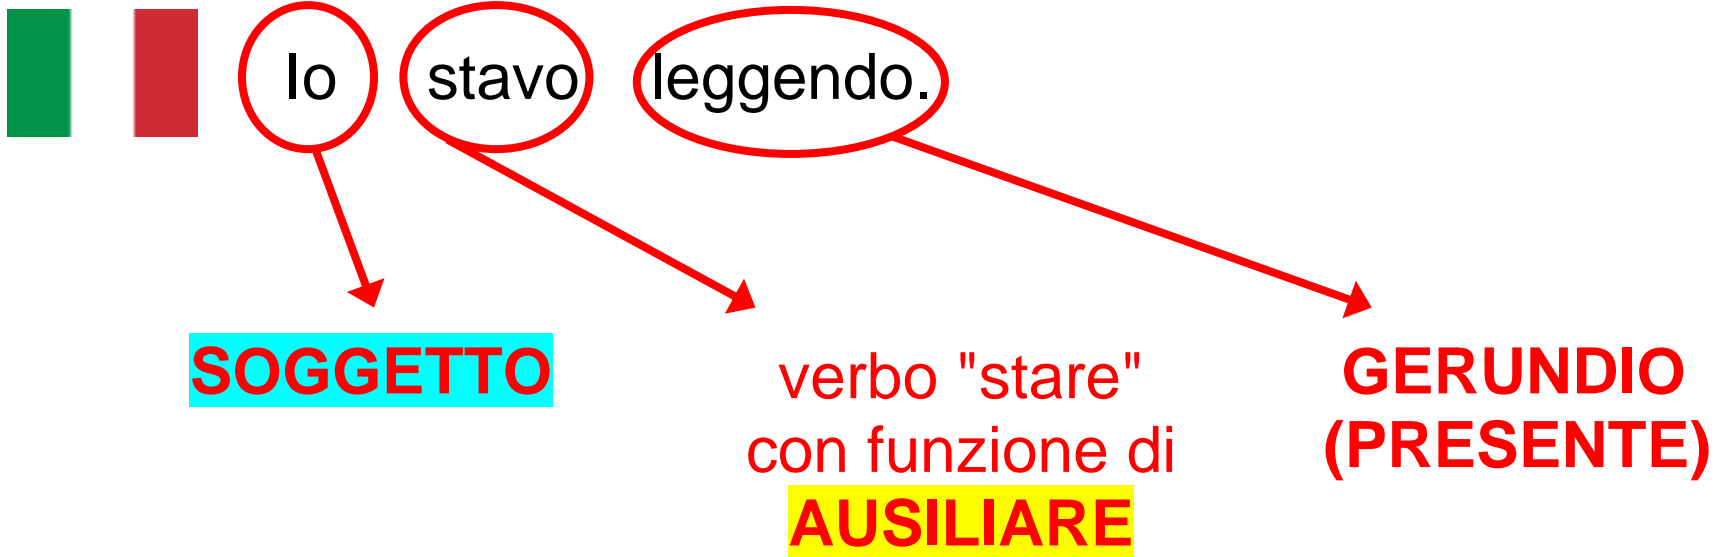 Io stavo leggendo.
SOGGETTO
verbo "stare"
con funzione di
AUSILIARE
GERUNDIO
(PRESENTE)